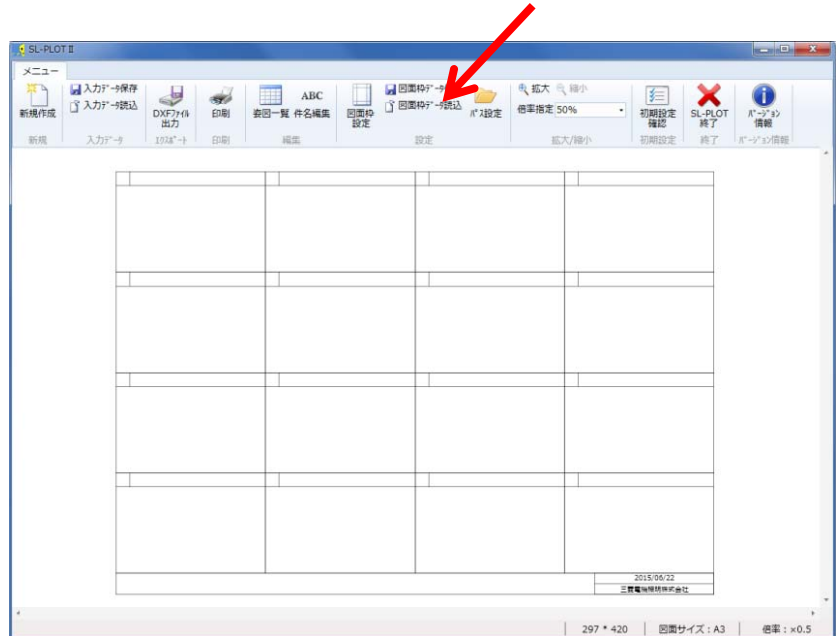 SL-PLOTⅡ
メニュー
新規作成
入力ﾃﾞｰﾀ保存
入力ﾃﾞｰﾀ読込
DXFﾌｧｲﾙ
出力
印刷
姿図一覧
ABC
件名編集
図面枠
設定
図面枠ﾃﾞｰﾀ
図面枠ﾃﾞｰﾀ読込
ﾊﾟｽ設定
拡大
縮小
倍率指定 50%
初期設定
確認
SL-PLOT
終了
ﾊﾞｰｼﾞｮﾝ
情報
新規
入力ﾃﾞｰﾀ
ｴｸｽﾎﾟｰﾄ
印刷
編集
設定
拡大/縮小
初期設定
終了
ﾊﾞｰｼﾞｮﾝ情報
2015/06/22
三菱電機照明株式会社
297 * 420
図面サイズ : A3
倍率 : ×0.5